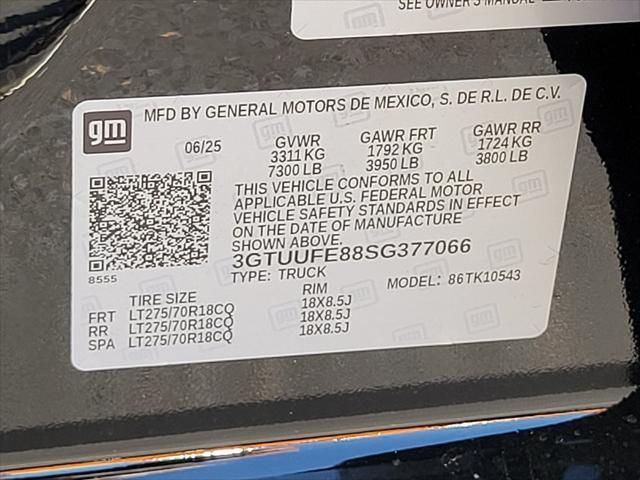 SEE OWNER'S MANUAL
gm
MFD BY GENERAL MOTORS DE MEXICO, S. DE R.L. DE C.V.
06/25 GVWR GAWR FRT GAWR RR
3311 KG 1792 KG 1724 KG
7300 LB 3950 LB 3800 LB
THIS VEHICLE CONFORMS TO ALL
APPLICABLE U.S. FEDERAL MOTOR
VEHICLE SAFETY STANDARDS IN EFFECT
ON THE DATE OF MANUFACTURE
SHOWN ABOVE.
3GTUUFE88SG377066
8555 TYPE: TRUCK MODEL: 86TK10543
TIRE SIZE RIM
FRT LT275/70R18CQ 18X8.5J
RR LT275/70R18CQ 18X8.5J
SPA LT275/70R18CQ 18X8.5J